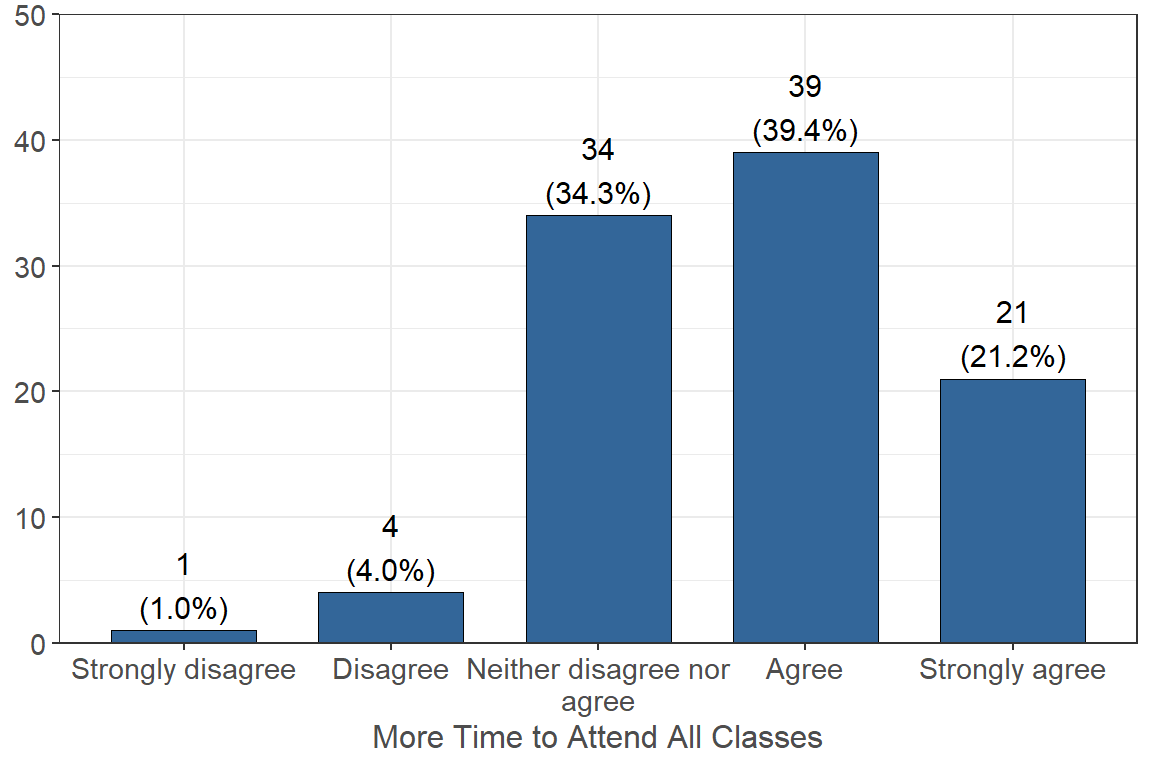 50
40
30
20
10
0
1
(1.0%)
4
(4.0%)
34
(34.3%)
39
(39.4%)
21
(21.2%)
Strongly disagree
Disagree
Neither disagree nor
agree
Agree
Strongly agree
More Time to Attend All Classes